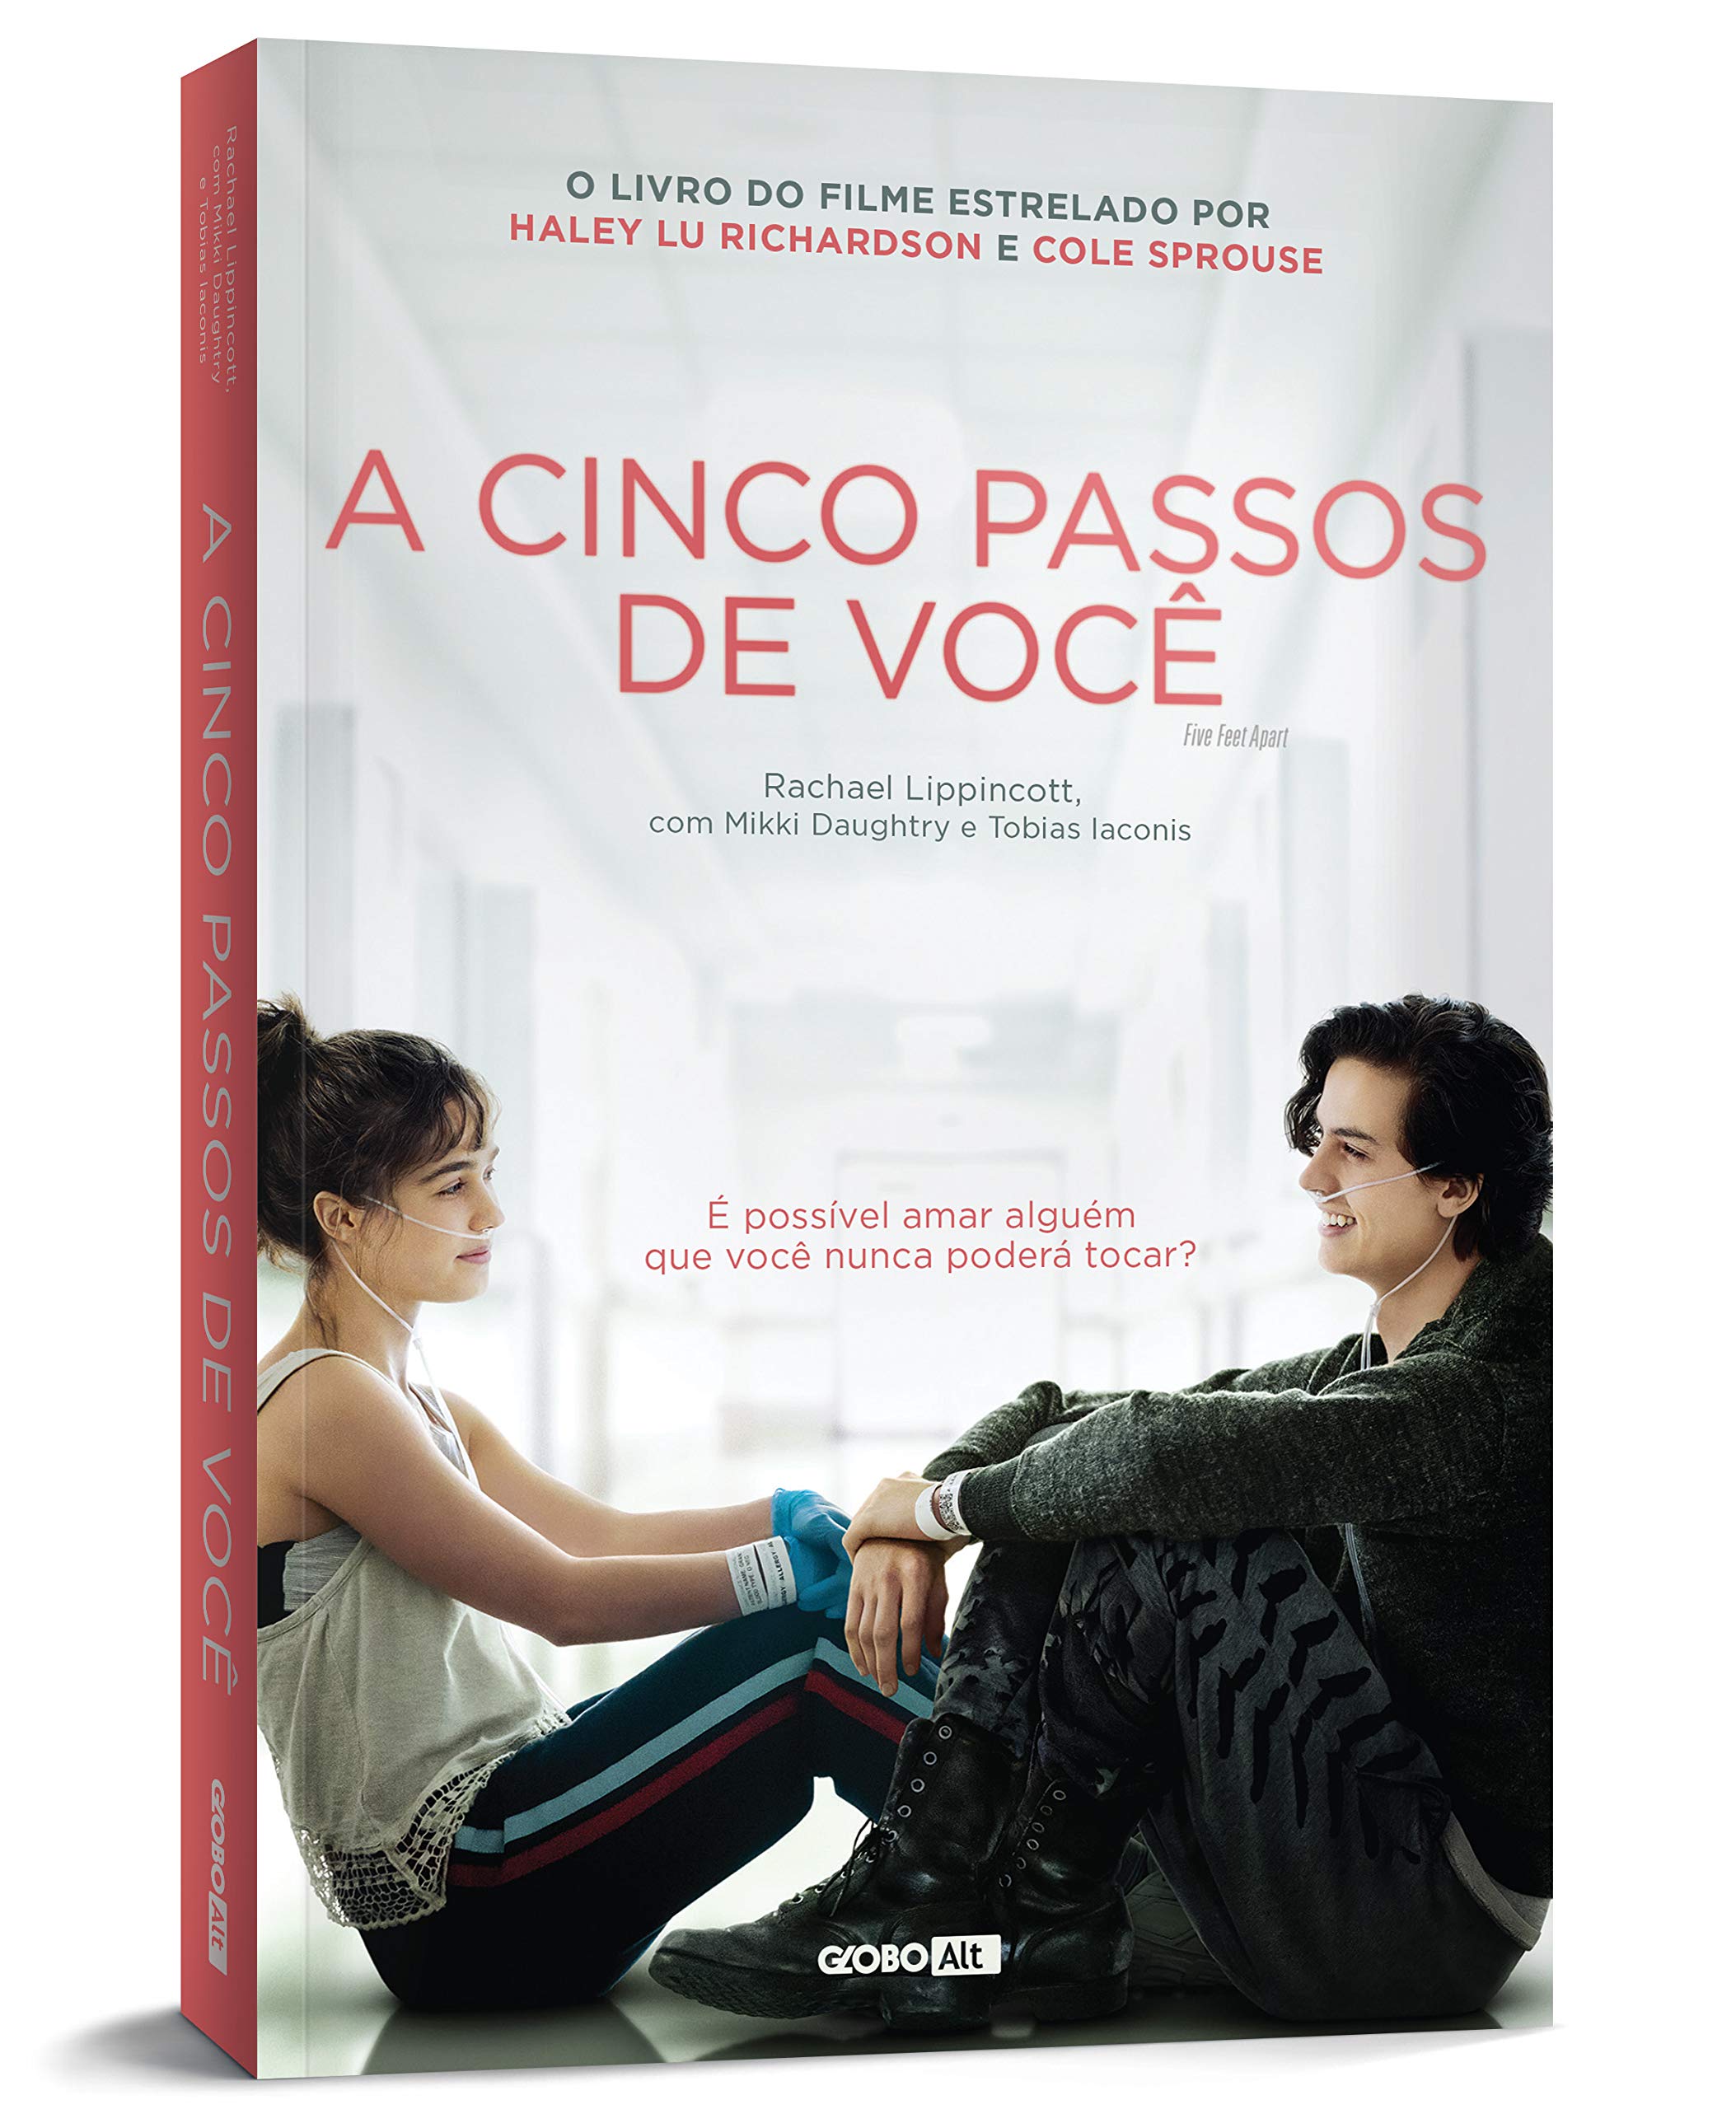 Rachael Lippincott,
com Mikki Daughtry
e Tobias Iaconis
A CINCO PASSOS DE VOCÊ
GLOBO Alt
O LIVRO DO FILME ESTRELADO POR
HALEY LU RICHARDSON E COLE SPROUSE
A CINCO PASSOS
DE VOCÊ
Five Feet Apart
Rachael Lippincott,
com Mikki Daughtry e Tobias Iaconis
É possível amar alguém
que você nunca poderá tocar?
GLOBO Alt